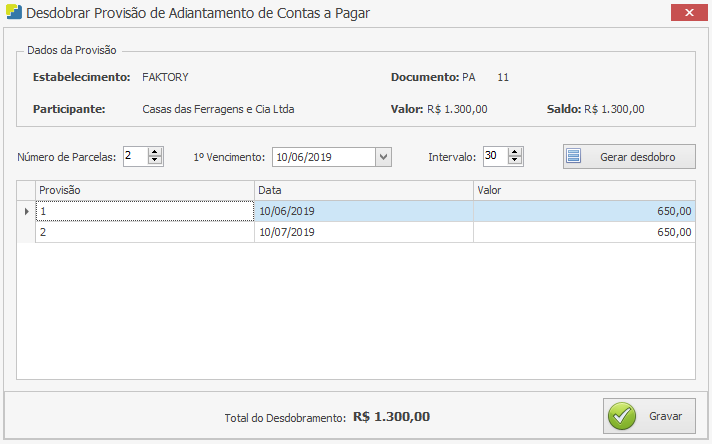 Desdobrar Provisão de Adiantamento de Contas a Pagar
Dados da Provisão
Estabelecimento: FAKTORY Documento: PA 11
Participante: Casas das Ferragens e Cia Ltda Valor: R$ 1.300,00 Saldo: R$ 1.300,00
Número de Parcelas: 2 1º Vencimento: 10/06/2019 Intervalo: 30 Gerar desdobro
Provisão Data Valor
1 10/06/2019 650,00
2 10/07/2019 650,00
Total do Desdobramento: R$ 1.300,00 Gravar